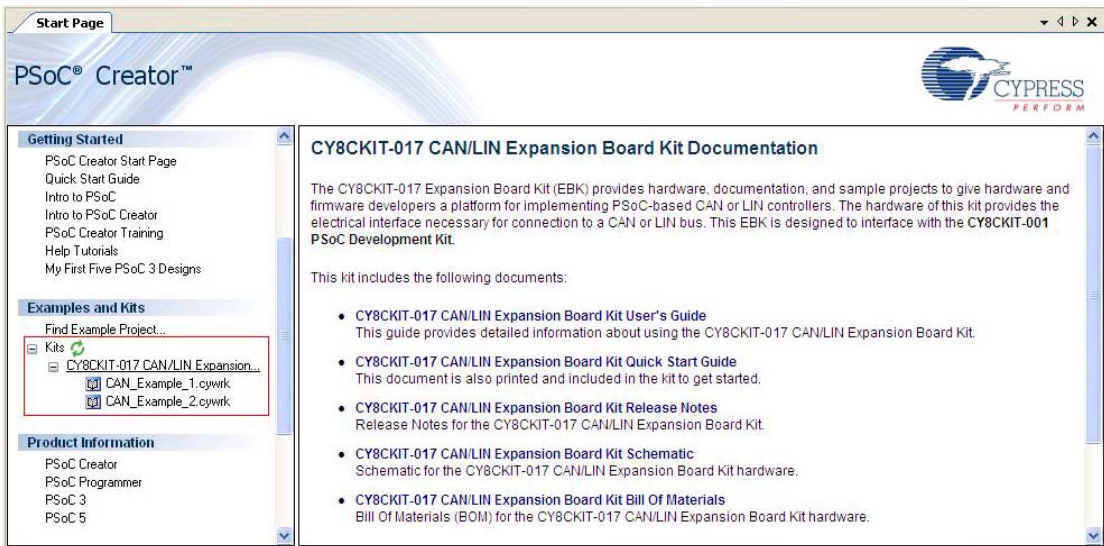 Start Page
PSoC® Creator™
CYPRESS
PERFORM
Getting Started
PSoC Creator Start Page
Quick Start Guide
Intro to PSoC
Intro to PSoC Creator
PSoC Creator Training
Help Tutorials
My First Five PSoC 3 Designs
Examples and Kits
Find Example Project...
Kits
CY8CKIT-017 CAN/LIN Expansion...
CAN_Example_1.cywrk
CAN_Example_2.cywrk
Product Information
PSoC Creator
PSoC Programmer
PSoC 3
PSoC 5
CY8CKIT-017 CAN/LIN Expansion Board Kit Documentation
The CY8CKIT-017 Expansion Board Kit (EBK) provides hardware, documentation, and sample projects to give hardware and
firmware developers a platform for implementing PSoC-based CAN or LIN controllers. The hardware of this kit provides the
electrical interface necessary for connection to a CAN or LIN bus. This EBK is designed to interface with the CY8CKIT-001
PSoC Development Kit.
This kit includes the following documents:
• CY8CKIT-017 CAN/LIN Expansion Board Kit User's Guide
This guide provides detailed information about using the CY8CKIT-017 CAN/LIN Expansion Board Kit.
• CY8CKIT-017 CAN/LIN Expansion Board Kit Quick Start Guide
This document is also printed and included in the kit to get started.
• CY8CKIT-017 CAN/LIN Expansion Board Kit Release Notes
Release Notes for the CY8CKIT-017 CAN/LIN Expansion Board Kit.
• CY8CKIT-017 CAN/LIN Expansion Board Kit Schematic
Schematic for the CY8CKIT-017 CAN/LIN Expansion Board Kit hardware.
• CY8CKIT-017 CAN/LIN Expansion Board Kit Bill Of Materials
Bill Of Materials (BOM) for the CY8CKIT-017 CAN/LIN Expansion Board Kit hardware.